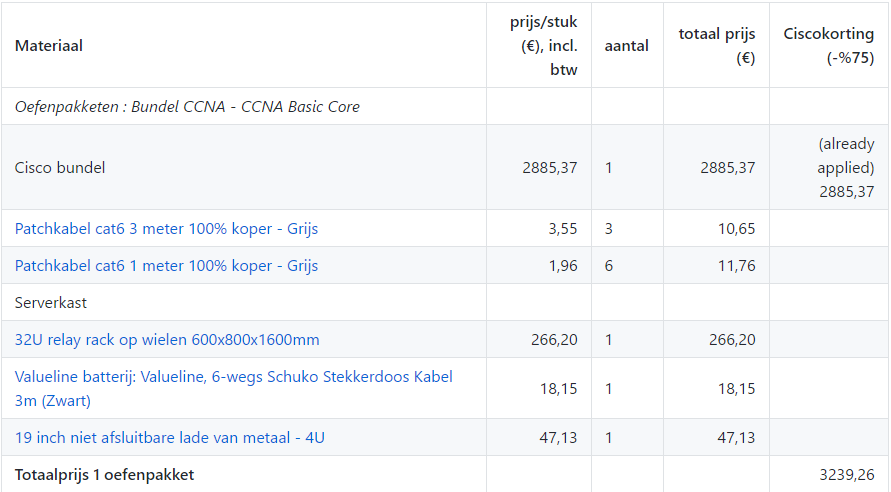 Materiaal prijs/stuk (€), incl. btw aantal totaal prijs (€) Ciscokorting (-%75)
Oefenpakketen : Bundel CCNA - CCNA Basic Core
Cisco bundel 2885,37 1 2885,37 (already applied) 2885,37
Patchkabel cat6 3 meter 100% koper - Grijs 3,55 3 10,65
Patchkabel cat6 1 meter 100% koper - Grijs 1,96 6 11,76
Serverkast
32U relay rack op wielen 600x800x1600mm 266,20 1 266,20
Valueline batterij: Valueline, 6-wegs Schuko Stekkerdoos Kabel
3m (Zwart) 18,15 1 18,15
19 inch niet afsluitbare lade van metaal - 4U 47,13 1 47,13
Totaalprijs 1 oefenpakket 3239,26